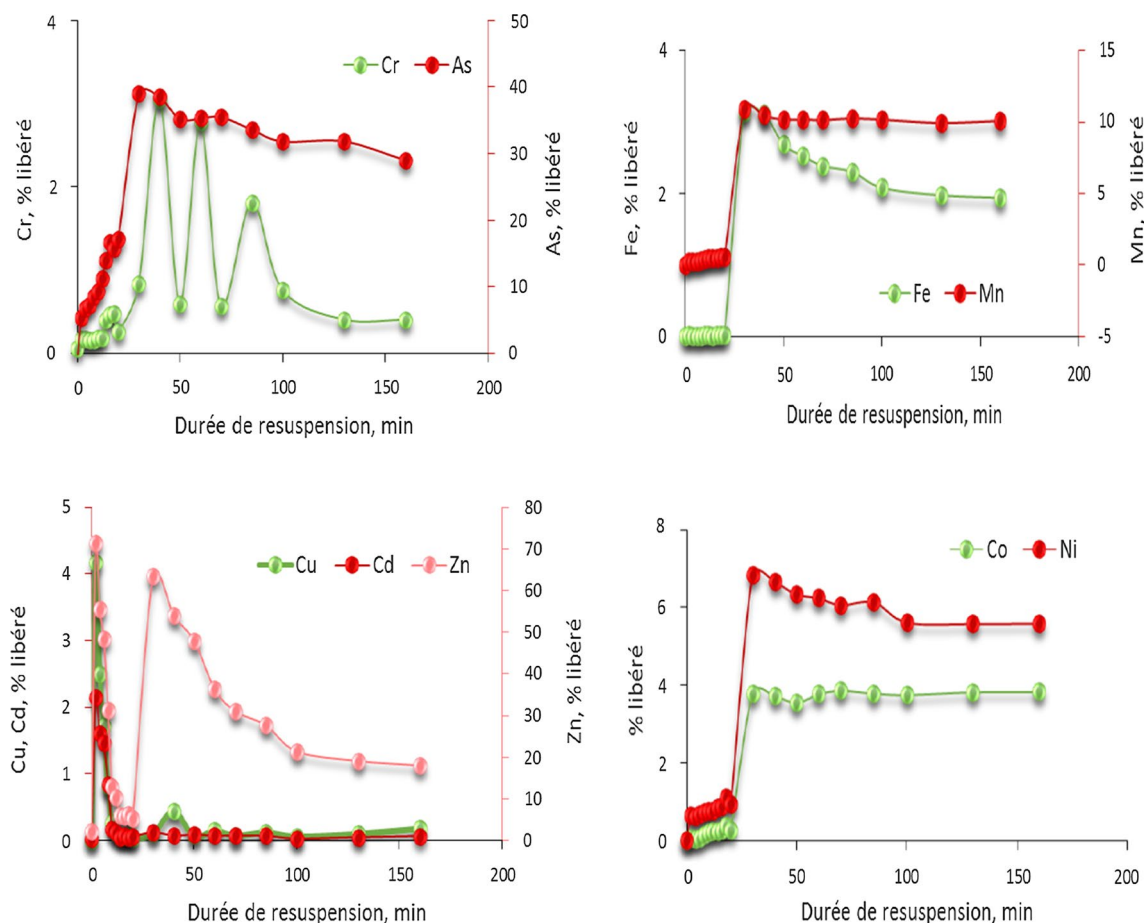 4
2
0
Cr, % libéré
Cr
As
50
40
30
20
10
0
As, % libéré
0
50
100
150
200
Durée de resuspension, min
4
2
0
Fe, % libéré
Fe
Mn
15
10
5
0
-5
Mn, % libéré
0
50
100
150
200
Durée de resuspension, min
5
4
3
2
1
0
Cu, Cd, % libéré
Cu
Cd
Zn
80
70
60
50
40
30
20
10
0
Zn, % libéré
0
50
100
150
200
Durée de resuspension, min
8
6
4
2
0
% libéré
Co
Ni
0
50
100
150
200
Durée de resuspension, min